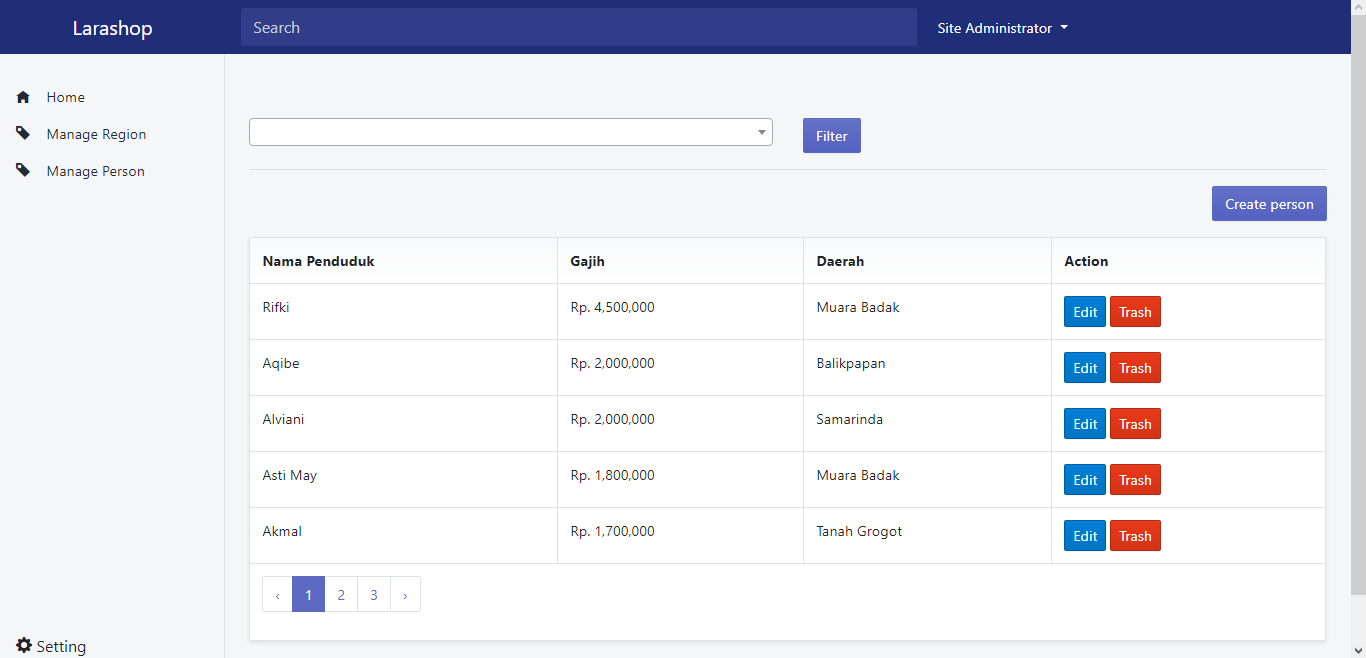 Larashop
Search
Site Administrator
Home
Manage Region
Manage Person
Setting
Filter
Create person
Nama Penduduk Gajih Daerah Action
Rifki Rp. 4,500,000 Muara Badak Edit Trash
Aqibe Rp. 2,000,000 Balikpapan Edit Trash
Alviani Rp. 2,000,000 Samarinda Edit Trash
Asti May Rp. 1,800,000 Muara Badak Edit Trash
Akmal Rp. 1,700,000 Tanah Grogot Edit Trash
‹ 1 2 3 ›